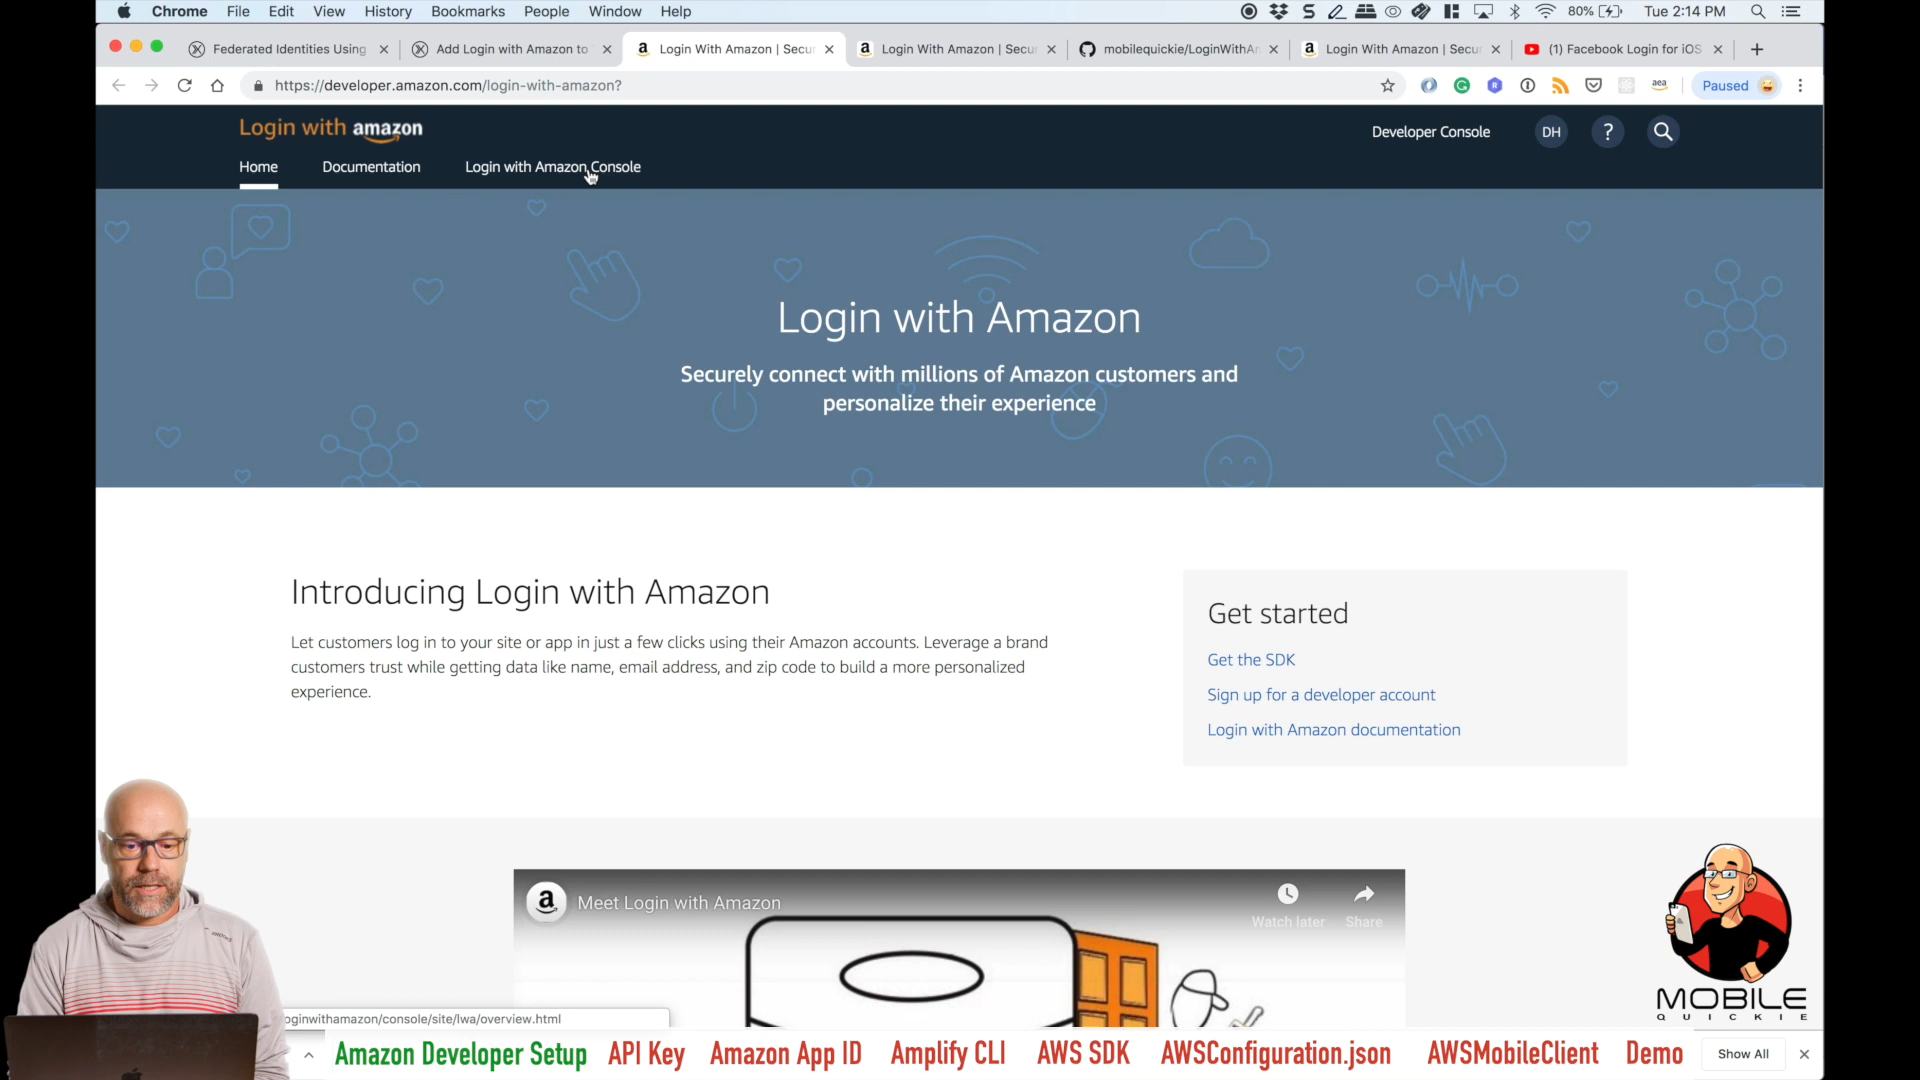 Chrome File Edit View History Bookmarks People Window Help 80% Tue 2:14 PM
Federated Identities Using
Add Login with Amazon to
Login With Amazon | Secur
Login With Amazon | Secur
mobilequickie/LoginWithAm
Login With Amazon | Secur
(1) Facebook Login for iOS
https://developer.amazon.com/login-with-amazon?
aea
Paused
Login with amazon
Developer Console
DH
?
Home Documentation Login with Amazon Console
Login with Amazon
Securely connect with millions of Amazon customers and
personalize their experience
Introducing Login with Amazon
Let customers log in to your site or app in just a few clicks using their Amazon accounts. Leverage a brand
customers trust while getting data like name, email address, and zip code to build a more personalized
experience.
Get started
Get the SDK
Sign up for a developer account
Login with Amazon documentation
Meet Login with Amazon
Watch later
Share
MOBILE
QUICKIE
oginwithamazon/console/site/lwa/overview.html
Amazon Developer Setup API Key Amazon App ID Amplify CLI AWS SDK AWSConfiguration.json AWSMobileClient Demo
Show All